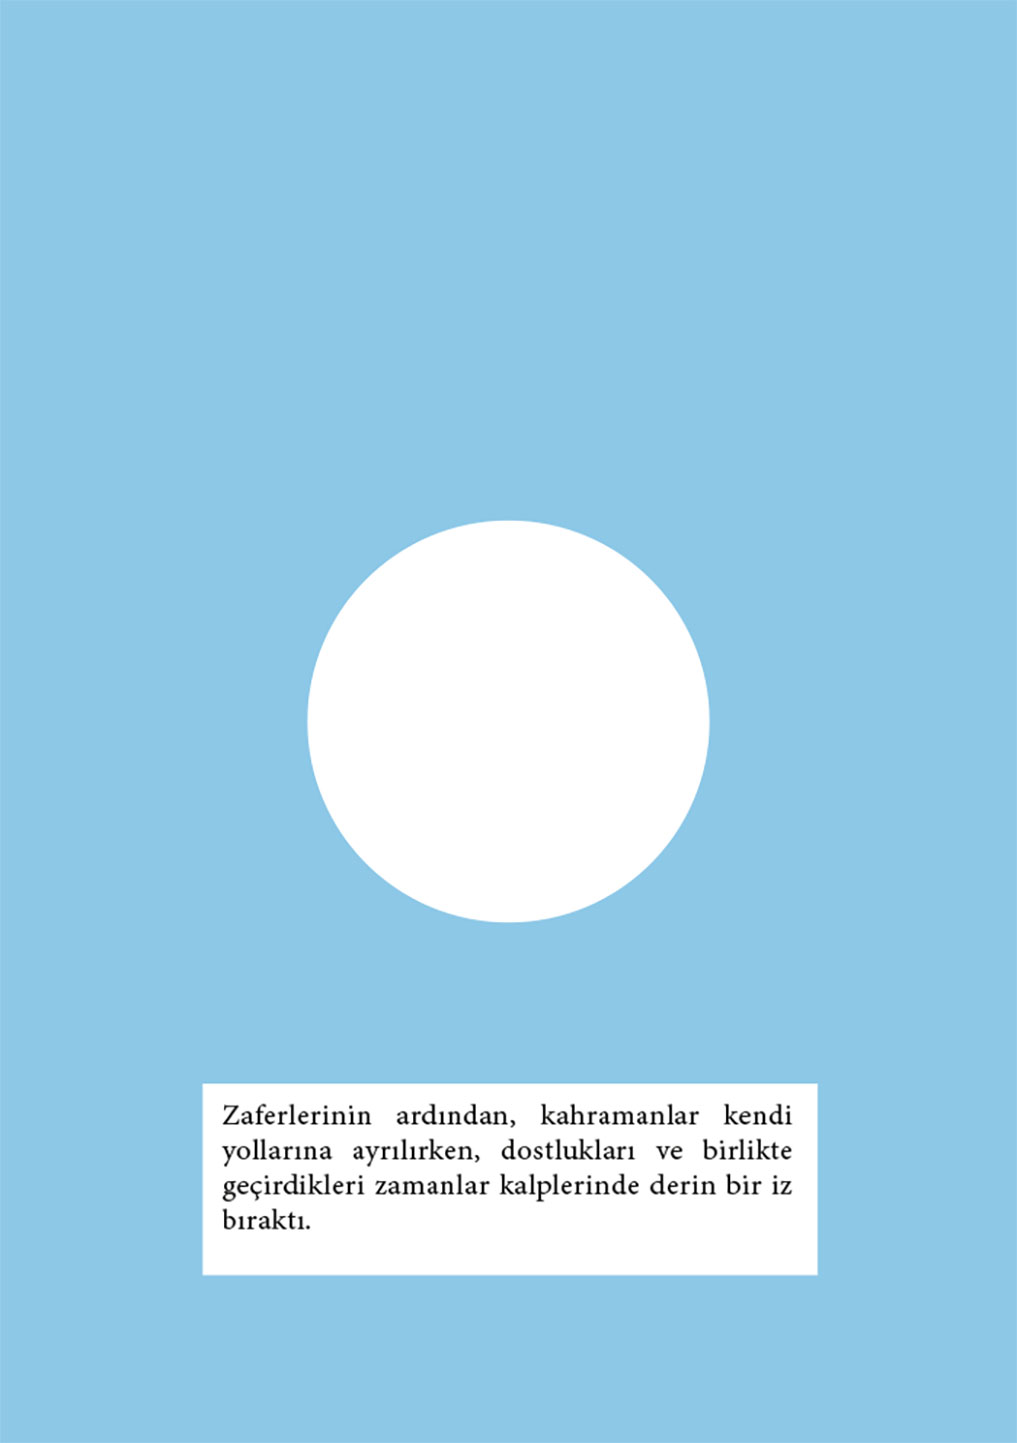 Zaferlerinin ardından, kahramanlar kendi
yollarına ayrılırken, dostlukları ve birlikte
geçirdikleri zamanlar kalplerinde derin bir iz
bıraktı.